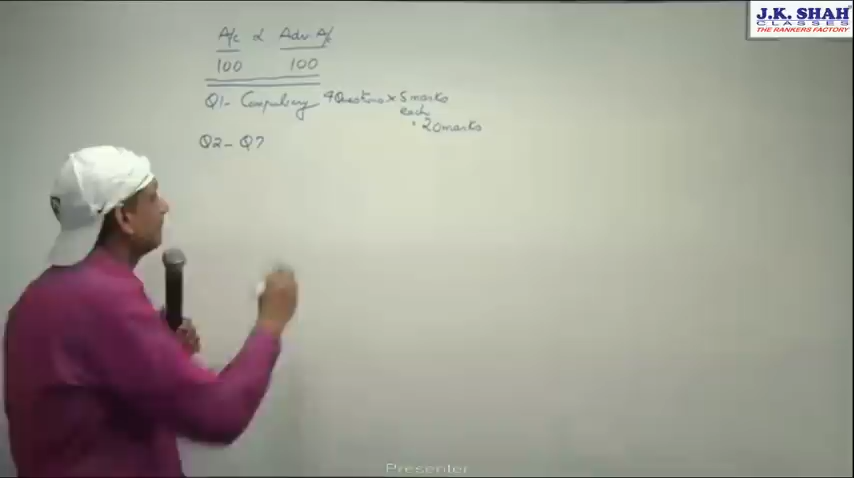 J.K. SHAH
CLASSES
THE RANKERS FACTORY
A/c & Adv. A/c
100 100
Q1- Compulsory 4 Questions x 5 marks
each
20 marks
Q2 - Q7
Presenter